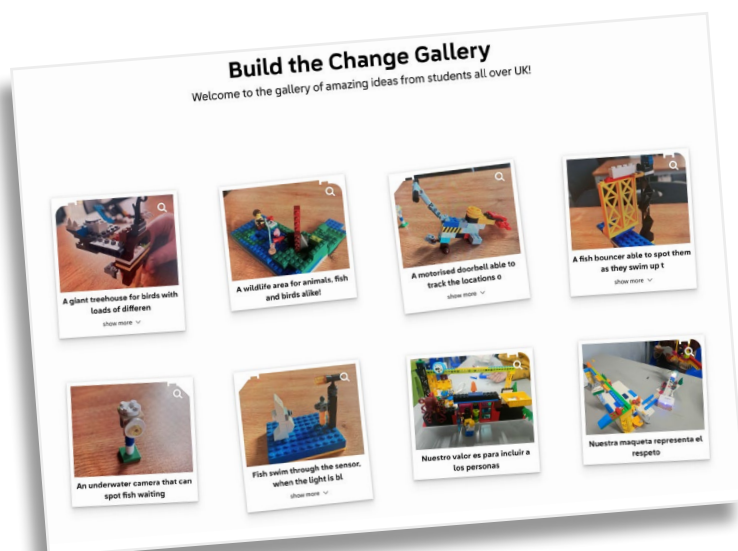 Build the Change Gallery
Welcome to the gallery of amazing ideas from students all over UK!
A giant treehouse for birds with
loads of differen
show more
A wildlife area for animals, fish
and birds alike!
A motorised doorbell able to
track the locations o
show more
A fish bouncer able to spot them
as they swim up t
show more
An underwater camera that can
spot fish waiting
Fish swim through the sensor,
when the light is bl
show more
Nuestro valor es para incluir a
los personas
Nuestra maqueta representa el
respeto